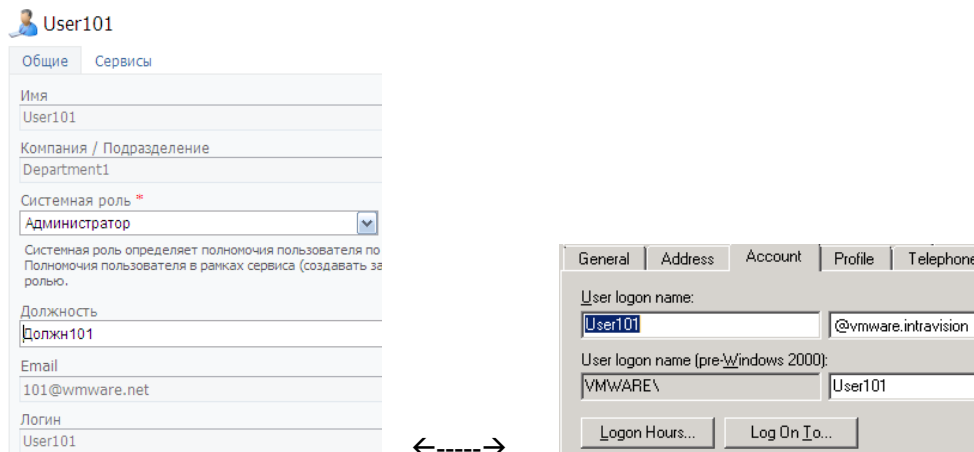 User101
Общие Сервисы
Имя
User101
Компания / Подразделение
Department1
Системная роль *
Администратор
Системная роль определяет полномочия пользователя по
Полномочия пользователя в рамках сервиса (создавать за
ролью.
Должность
Должн101
Email
101@wmware.net
Логин
User101
←-----→
General Address Account Profile Telephone
User logon name:
User101 @vmware.intravision
User logon name (pre-Windows 2000):
VMWARE\ User101
Logon Hours... Log On To...